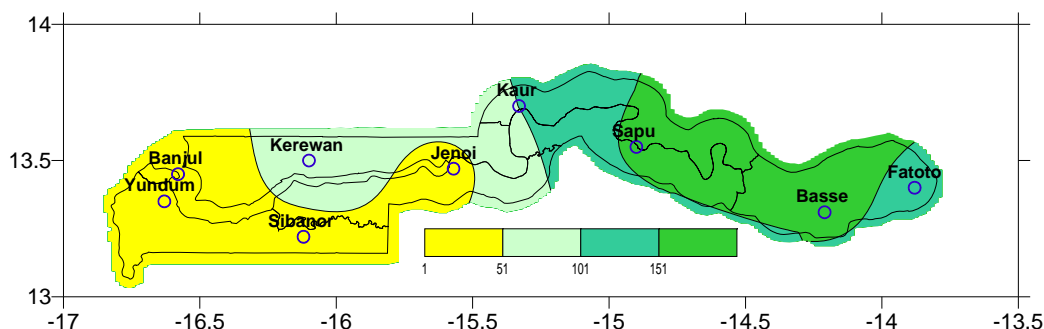 14
Kaur
Sapu
Kerewan
Jenoi
13.5
Banjul
Fatoto
Yundum
Basse
Sibanor
1 51 101 151
13
-17 -16.5 -16 -15.5 -15 -14.5 -14 -13.5